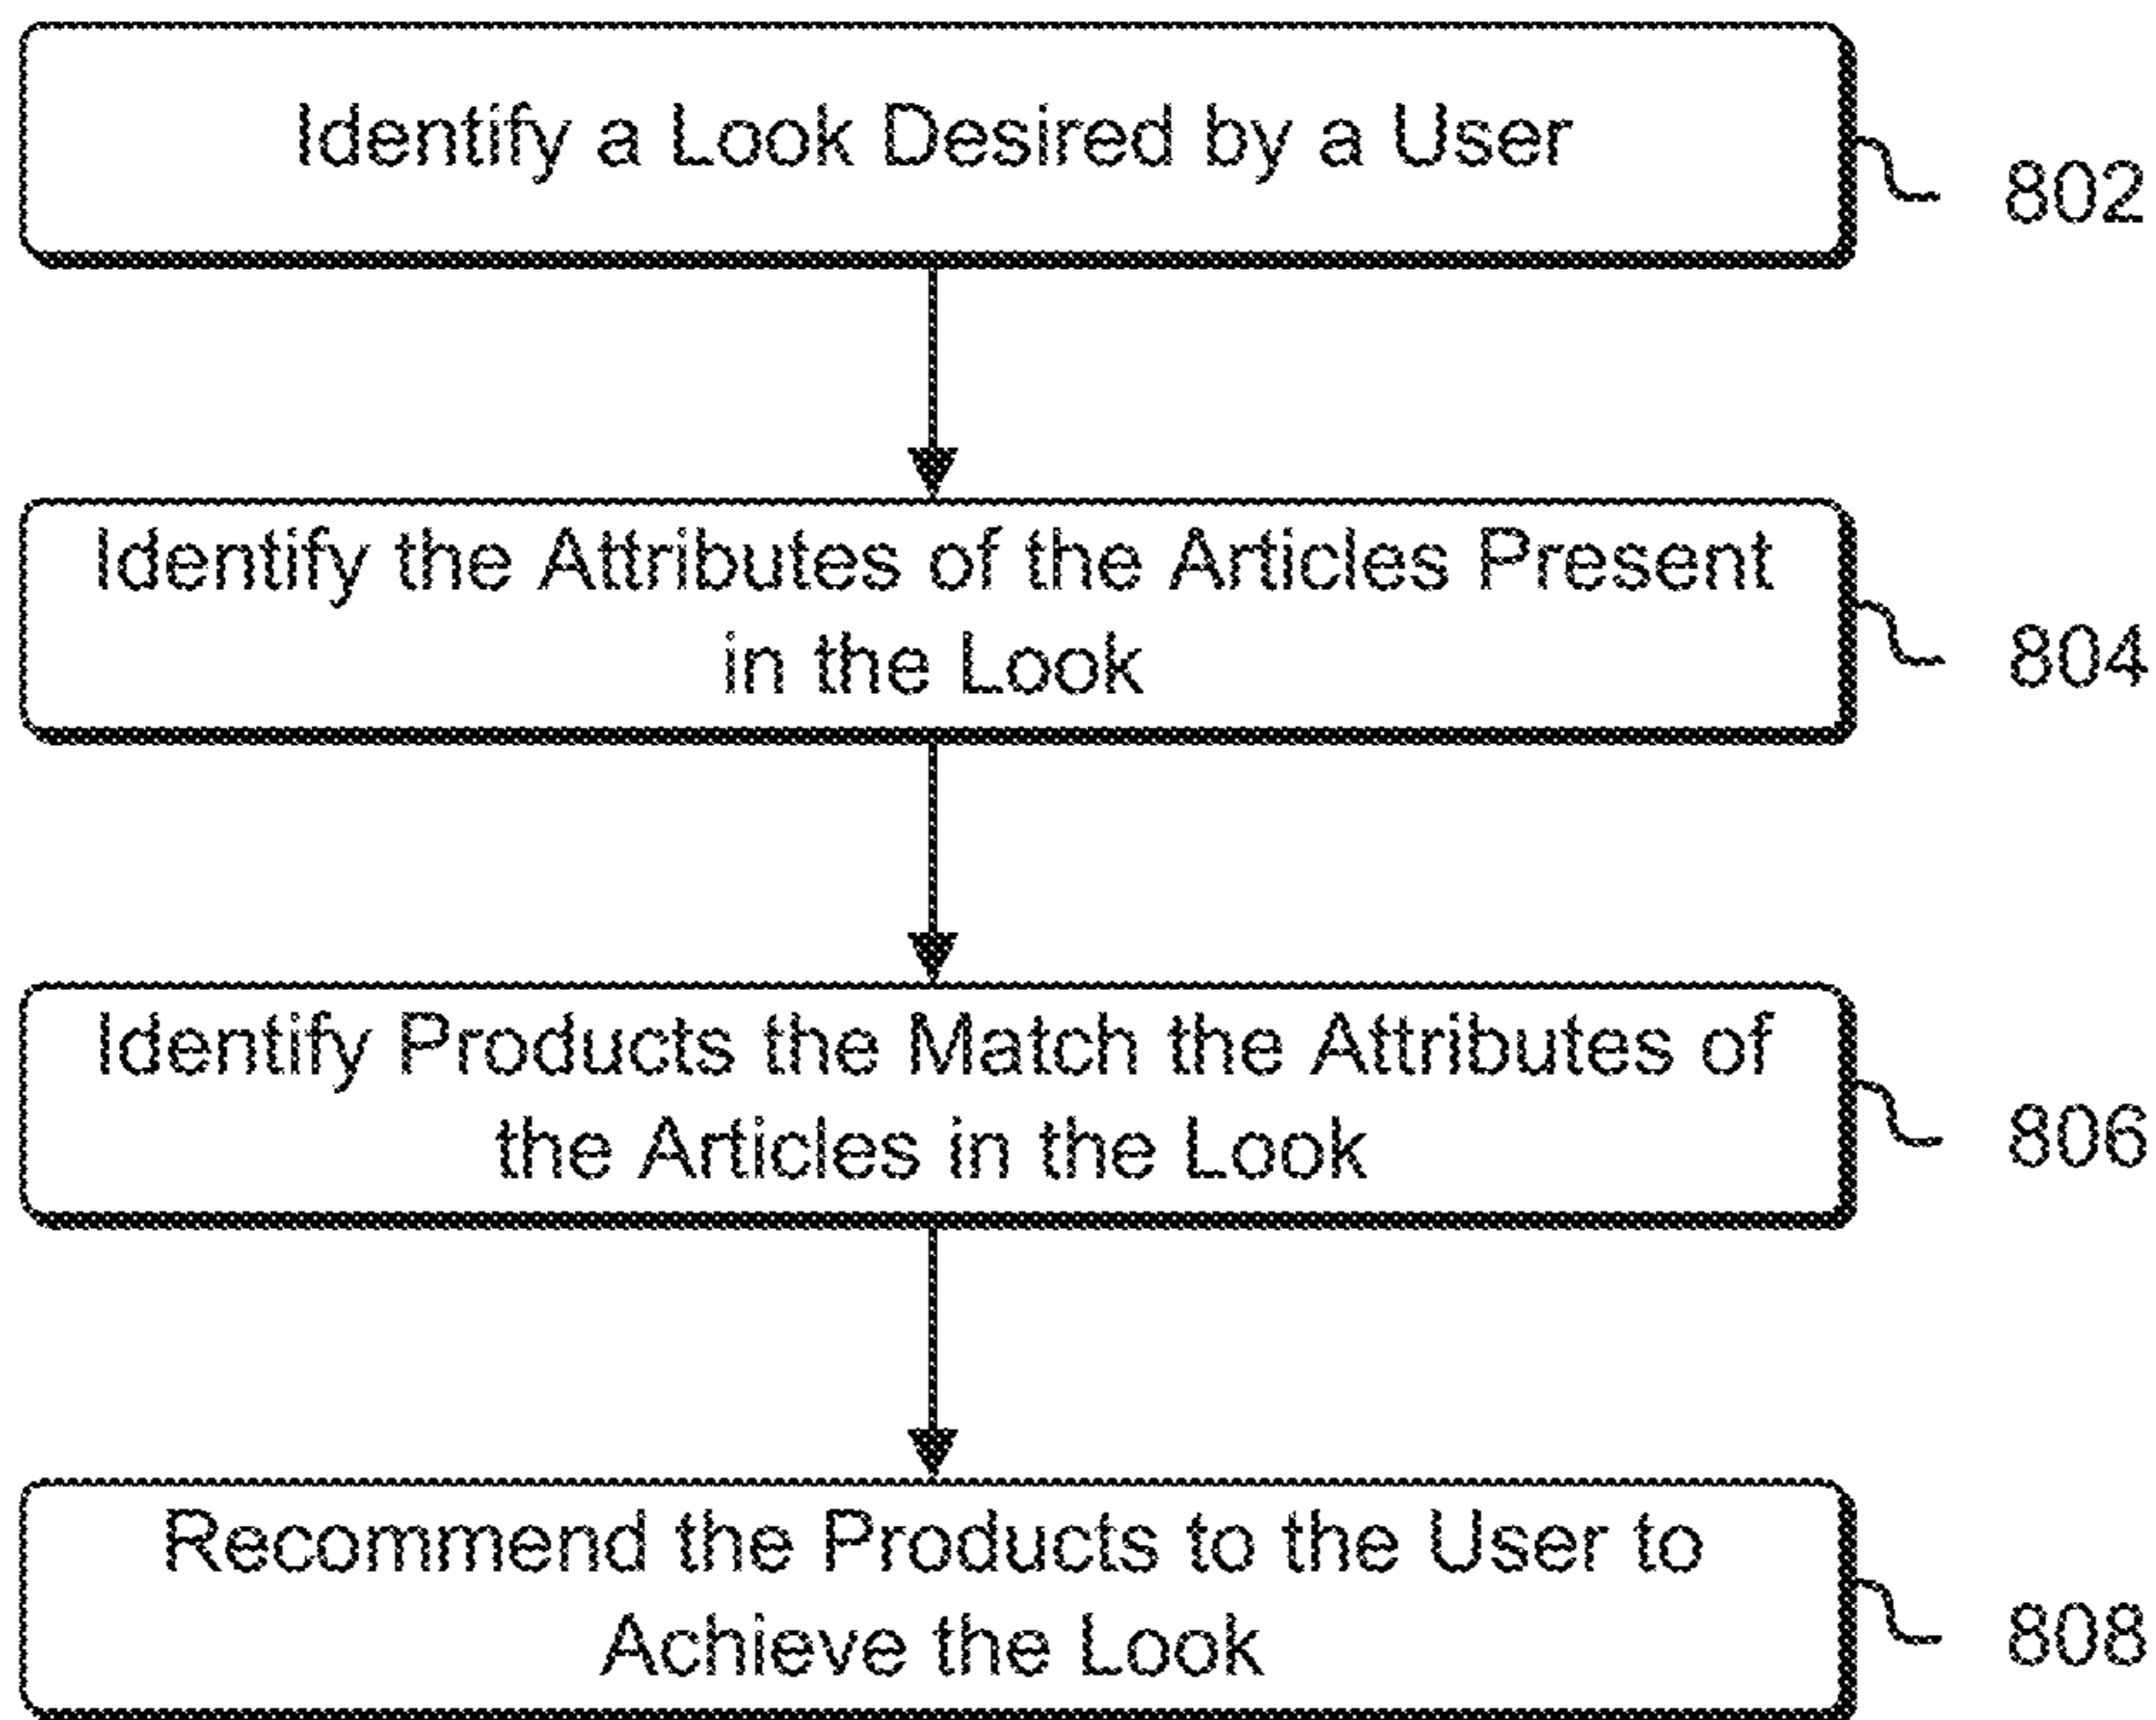 Identify a Look Desired by a User
802
Identify the Attributes of the Articles Present
in the Look
804
Identify Products the Match the Attributes of
the Articles in the Look
806
Recommend the Products to the User to
Achieve the Look
808